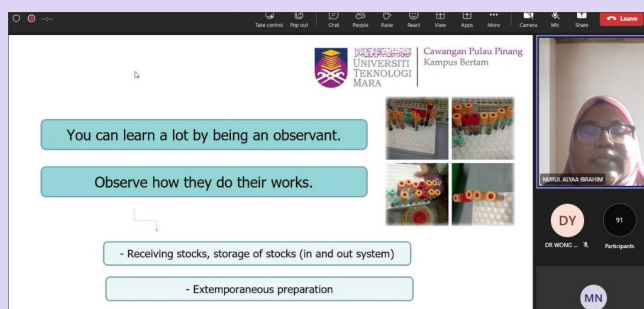 Take control
Pop out
Chat
People
Raise
React
View
Apps
More
Camera
Mic
Share
Leave
UNIVERSITI
TEKNOLOGI
MARA
Cawangan Pulau Pinang
Kampus Bertam
You can learn a lot by being an observant.
Observe how they do their works.
- Receiving stocks, storage of stocks (in and out system)
- Extemporaneous preparation
NURUL ALYAA IBRAHIM
DY
DR WONG ...
91
Participants
MN